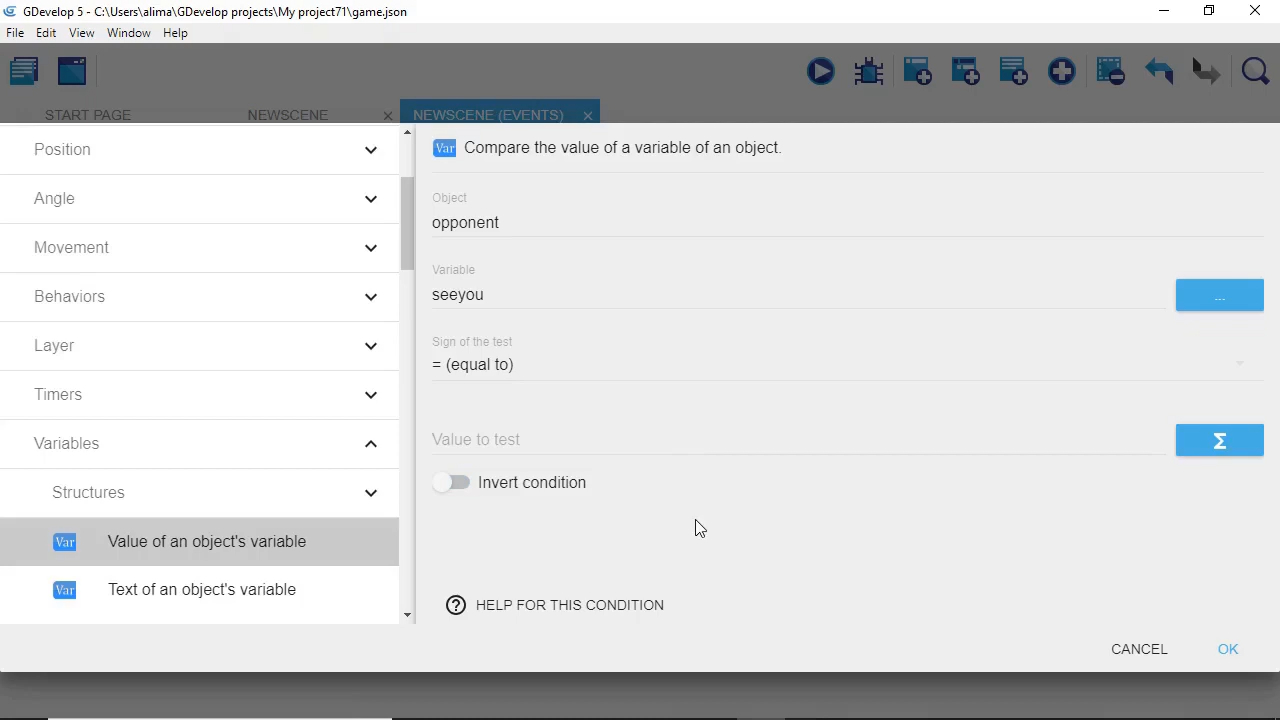 GDevelop 5 - C:\Users\alima\GDevelop projects\My project71\game.json
File Edit View Window Help
START PAGE NEWSCENE NEWSCENE (EVENTS)
Position
Angle
Movement
Behaviors
Layer
Timers
Variables
Structures
Var Value of an object's variable
Var Text of an object's variable
Var Compare the value of a variable of an object.
Object
opponent
Variable
seeyou
...
Sign of the test
= (equal to)
Value to test
Σ
Invert condition
? HELP FOR THIS CONDITION
CANCEL OK